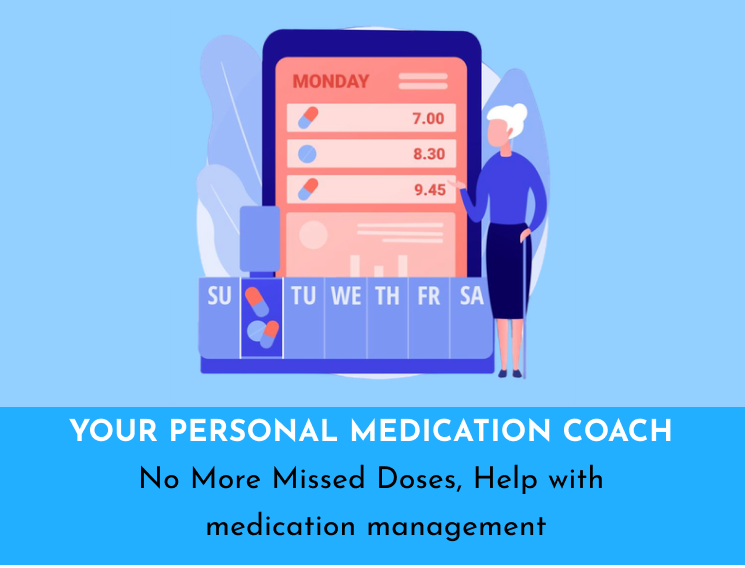 MONDAY
7.00
8.30
9.45
SU TU WE TH FR SA
YOUR PERSONAL MEDICATION COACH
No More Missed Doses, Help with
medication management